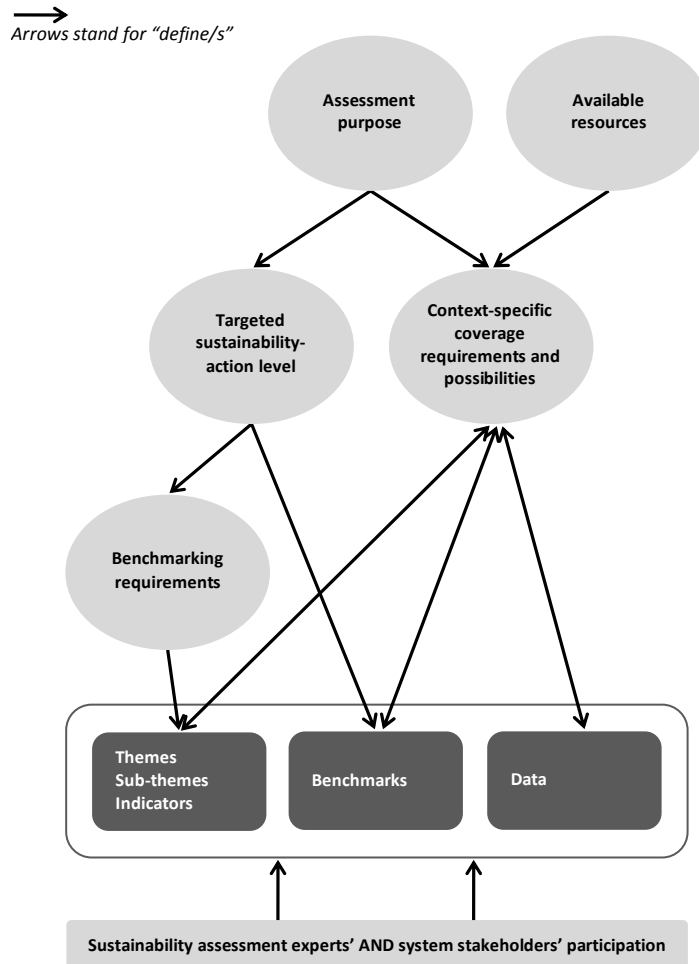 Arrows stand for “define/s”
Assessment
purpose
Available
resources
Targeted
sustainability-
action level
Context-specific
coverage
requirements and
possibilities
Benchmarking
requirements
Themes
Sub-themes
Indicators
Benchmarks
Data
Sustainability assessment experts’ AND system stakeholders’ participation